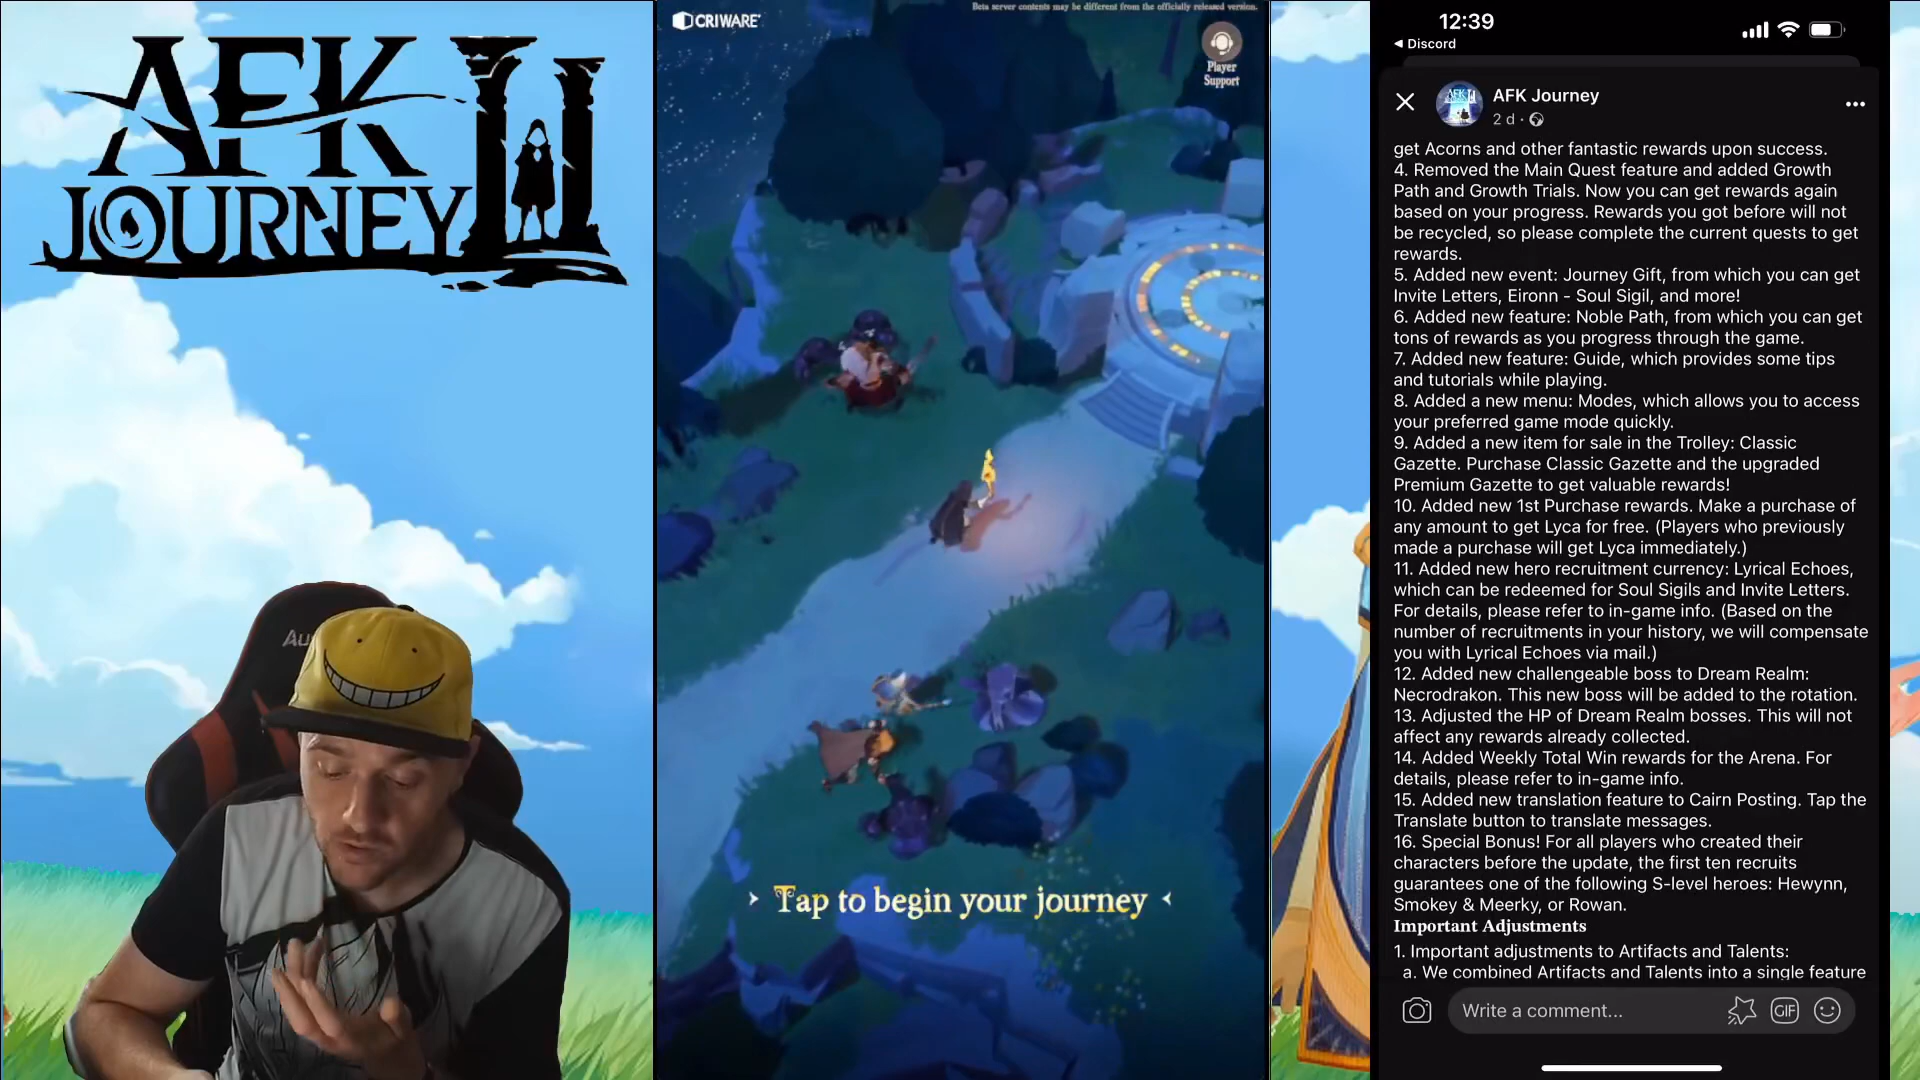 AFK
JOURNEY
CRIWARE
Beta server contents may be different from the officially released version.
Player
Support
Tap to begin your journey
12:39
Discord
AFK Journey
2 d ·
get Acorns and other fantastic rewards upon success.
4. Removed the Main Quest feature and added Growth
Path and Growth Trials. Now you can get rewards again
based on your progress. Rewards you got before will not
be recycled, so please complete the current quests to get
rewards.
5. Added new event: Journey Gift, from which you can get
Invite Letters, Eironn - Soul Sigil, and more!
6. Added new feature: Noble Path, from which you can get
tons of rewards as you progress through the game.
7. Added new feature: Guide, which provides some tips
and tutorials while playing.
8. Added a new menu: Modes, which allows you to access
your preferred game mode quickly.
9. Added a new item for sale in the Trolley: Classic
Gazette. Purchase Classic Gazette and the upgraded
Premium Gazette to get valuable rewards!
10. Added new 1st Purchase rewards. Make a purchase of
any amount to get Lyca for free. (Players who previously
made a purchase will get Lyca immediately.)
11. Added new hero recruitment currency: Lyrical Echoes,
which can be redeemed for Soul Sigils and Invite Letters.
For details, please refer to in-game info. (Based on the
number of recruitments in your history, we will compensate
you with Lyrical Echoes via mail.)
12. Added new challengeable boss to Dream Realm:
Necrodrakon. This new boss will be added to the rotation.
13. Adjusted the HP of Dream Realm bosses. This will not
affect any rewards already collected.
14. Added Weekly Total Win rewards for the Arena. For
details, please refer to in-game info.
15. Added new translation feature to Cairn Posting. Tap the
Translate button to translate messages.
16. Special Bonus! For all players who created their
characters before the update, the first ten recruits
guarantees one of the following S-level heroes: Hewynn,
Smokey & Meerky, or Rowan.
Important Adjustments
1. Important adjustments to Artifacts and Talents:
a. We combined Artifacts and Talents into a single feature
Write a comment...
GIF